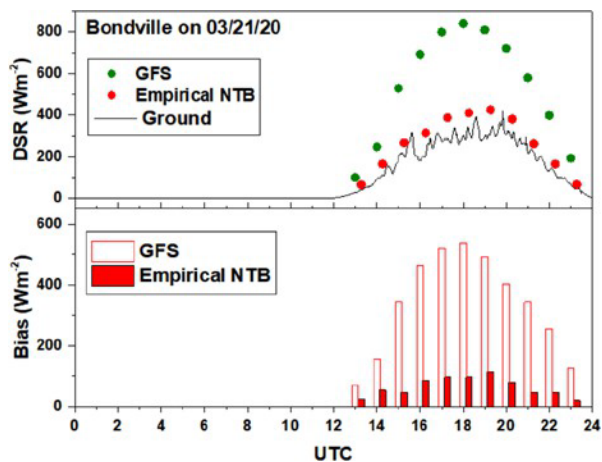 Bondville on 03/21/20
GFS
Empirical NTB
Ground
DSR (Wm⁻²)
800
600
400
200
0
GFS
Empirical NTB
Bias (Wm⁻²)
600
400
200
0
0 2 4 6 8 10 12 14 16 18 20 22 24
UTC